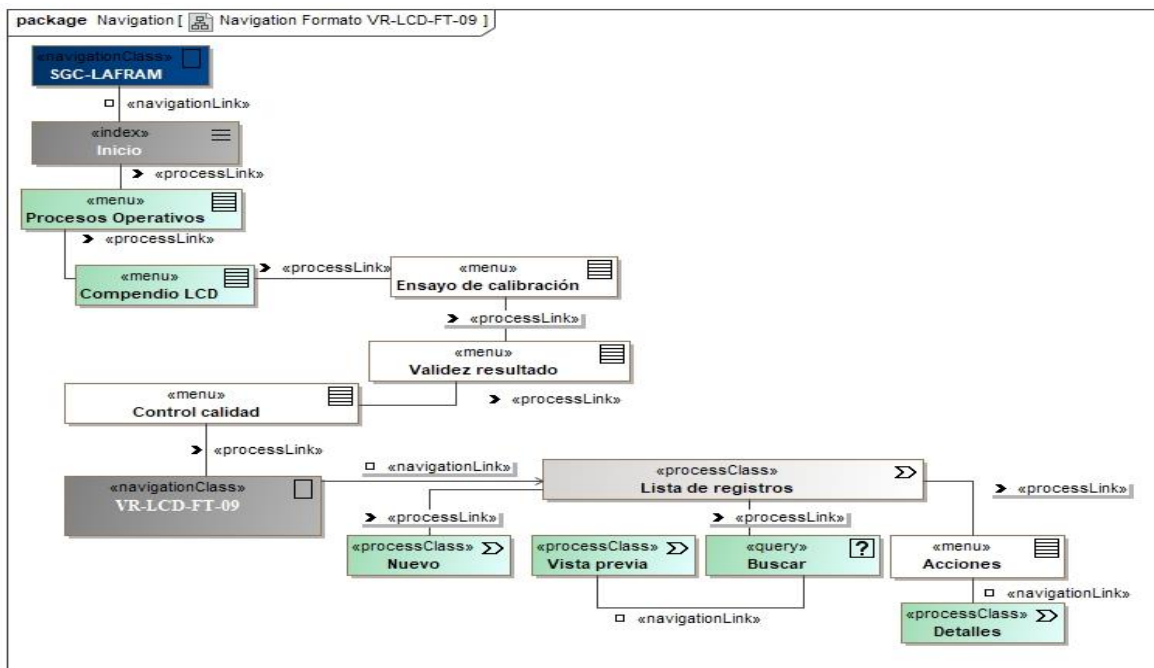 package Navigation [ Navigation Formato VR-LCD-FT-09 ]
«navigationClass»
SGC-LAFRAM
«navigationLink»
«index»
Inicio
«processLink»
«menu»
Procesos Operativos
«processLink»
«menu»
Compendio LCD
«processLink»
«menu»
Ensayo de calibración
«processLink»
«menu»
Validez resultado
«processLink»
«menu»
Control calidad
«processLink»
«navigationClass»
VR-LCD-FT-09
«navigationLink»
«processClass»
Lista de registros
«processLink»
«processLink»
«processLink»
«processClass»
Nuevo
«processClass»
Vista previa
«query»
?
Buscar
«menu»
Acciones
«navigationLink»
«navigationLink»
«processClass»
Detalles